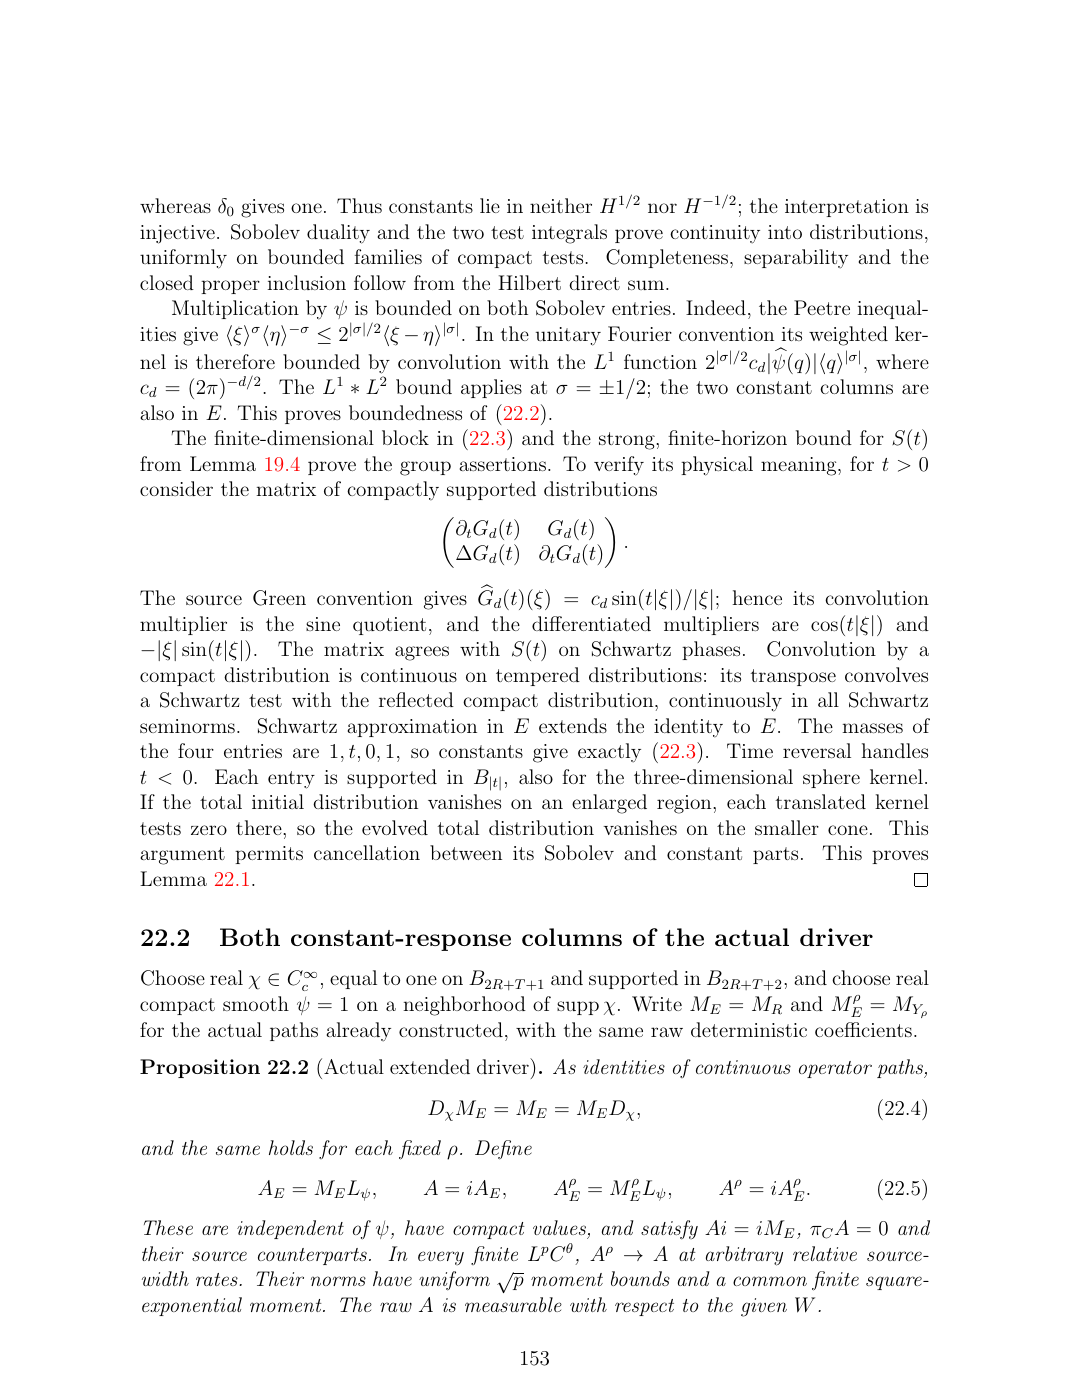 whereas δ₀ gives one. Thus constants lie in neither H^{1/2} nor H^{−1/2}; the interpretation is
injective. Sobolev duality and the two test integrals prove continuity into distributions,
uniformly on bounded families of compact tests. Completeness, separability and the
closed proper inclusion follow from the Hilbert direct sum.
Multiplication by ψ is bounded on both Sobolev entries. Indeed, the Peetre inequal-
ities give ⟨ξ⟩^σ⟨η⟩^{−σ} ≤ 2^{|σ|/2}⟨ξ − η⟩^{|σ|}. In the unitary Fourier convention its weighted ker-
nel is therefore bounded by convolution with the L¹ function 2^{|σ|/2}c_d|ψ̂(q)|⟨q⟩^{|σ|}, where
c_d = (2π)^{−d/2}. The L¹ ∗ L² bound applies at σ = ±1/2; the two constant columns are
also in E. This proves boundedness of (22.2).
The finite-dimensional block in (22.3) and the strong, finite-horizon bound for S(t)
from Lemma 19.4 prove the group assertions. To verify its physical meaning, for t > 0
consider the matrix of compactly supported distributions
( ∂_tG_d(t) G_d(t)
ΔG_d(t) ∂_tG_d(t) ) .
The source Green convention gives Ĝ_d(t)(ξ) = c_d sin(t|ξ|)/|ξ|; hence its convolution
multiplier is the sine quotient, and the differentiated multipliers are cos(t|ξ|) and
−|ξ| sin(t|ξ|). The matrix agrees with S(t) on Schwartz phases. Convolution by a
compact distribution is continuous on tempered distributions: its transpose convolves
a Schwartz test with the reflected compact distribution, continuously in all Schwartz
seminorms. Schwartz approximation in E extends the identity to E. The masses of
the four entries are 1, t, 0, 1, so constants give exactly (22.3). Time reversal handles
t < 0. Each entry is supported in B_{|t|}, also for the three-dimensional sphere kernel.
If the total initial distribution vanishes on an enlarged region, each translated kernel
tests zero there, so the evolved total distribution vanishes on the smaller cone. This
argument permits cancellation between its Sobolev and constant parts. This proves
Lemma 22.1. □
22.2 Both constant-response columns of the actual driver
Choose real χ ∈ C_c^∞, equal to one on B_{2R+T+1} and supported in B_{2R+T+2}, and choose real
compact smooth ψ = 1 on a neighborhood of supp χ. Write M_E = M_R and M_E^ρ = M_{Y_ρ}
for the actual paths already constructed, with the same raw deterministic coefficients.
Proposition 22.2 (Actual extended driver). As identities of continuous operator paths,
D_χM_E = M_E = M_ED_χ, (22.4)
and the same holds for each fixed ρ. Define
A_E = M_EL_ψ, A = iA_E, A_E^ρ = M_E^ρL_ψ, A^ρ = iA_E^ρ. (22.5)
These are independent of ψ, have compact values, and satisfy Ai = iM_E, π_CA = 0 and
their source counterparts. In every finite L^pC^θ, A^ρ → A at arbitrary relative source-
width rates. Their norms have uniform √p moment bounds and a common finite square-
exponential moment. The raw A is measurable with respect to the given W.
153